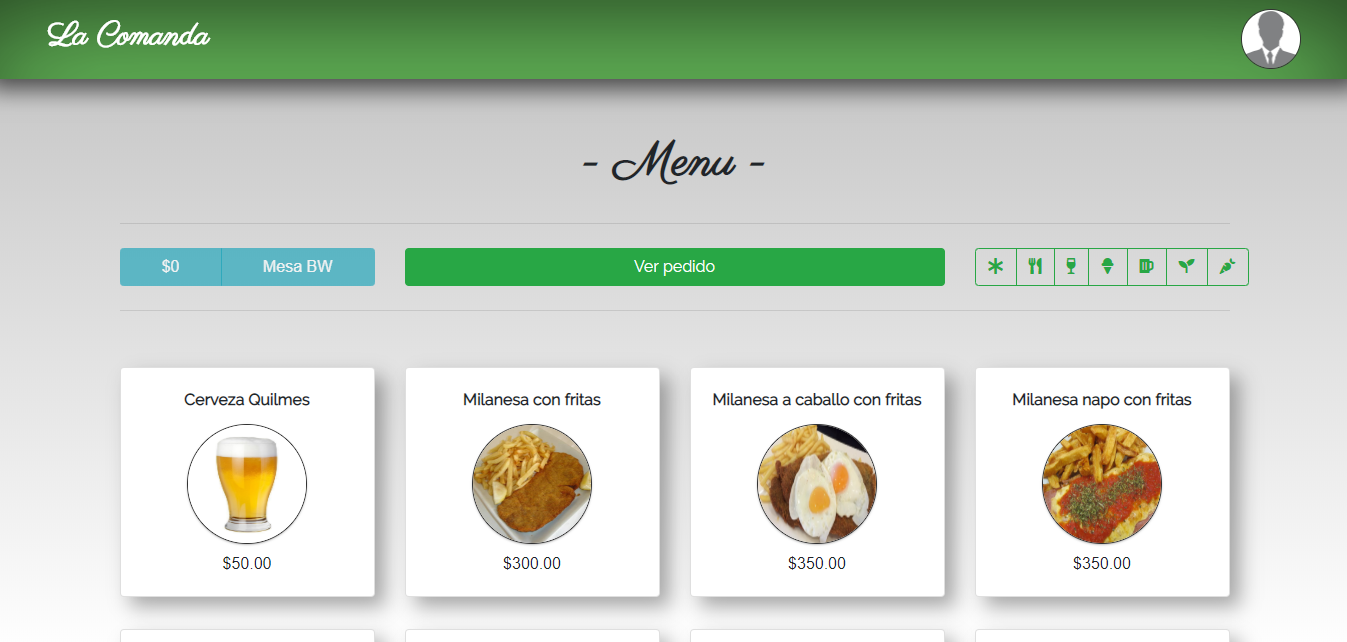 La Comanda
- Menu -
$0
Mesa BW
Ver pedido
Cerveza Quilmes
Milanesa con fritas
Milanesa a caballo con fritas
Milanesa napo con fritas
$50.00
$300.00
$350.00
$350.00